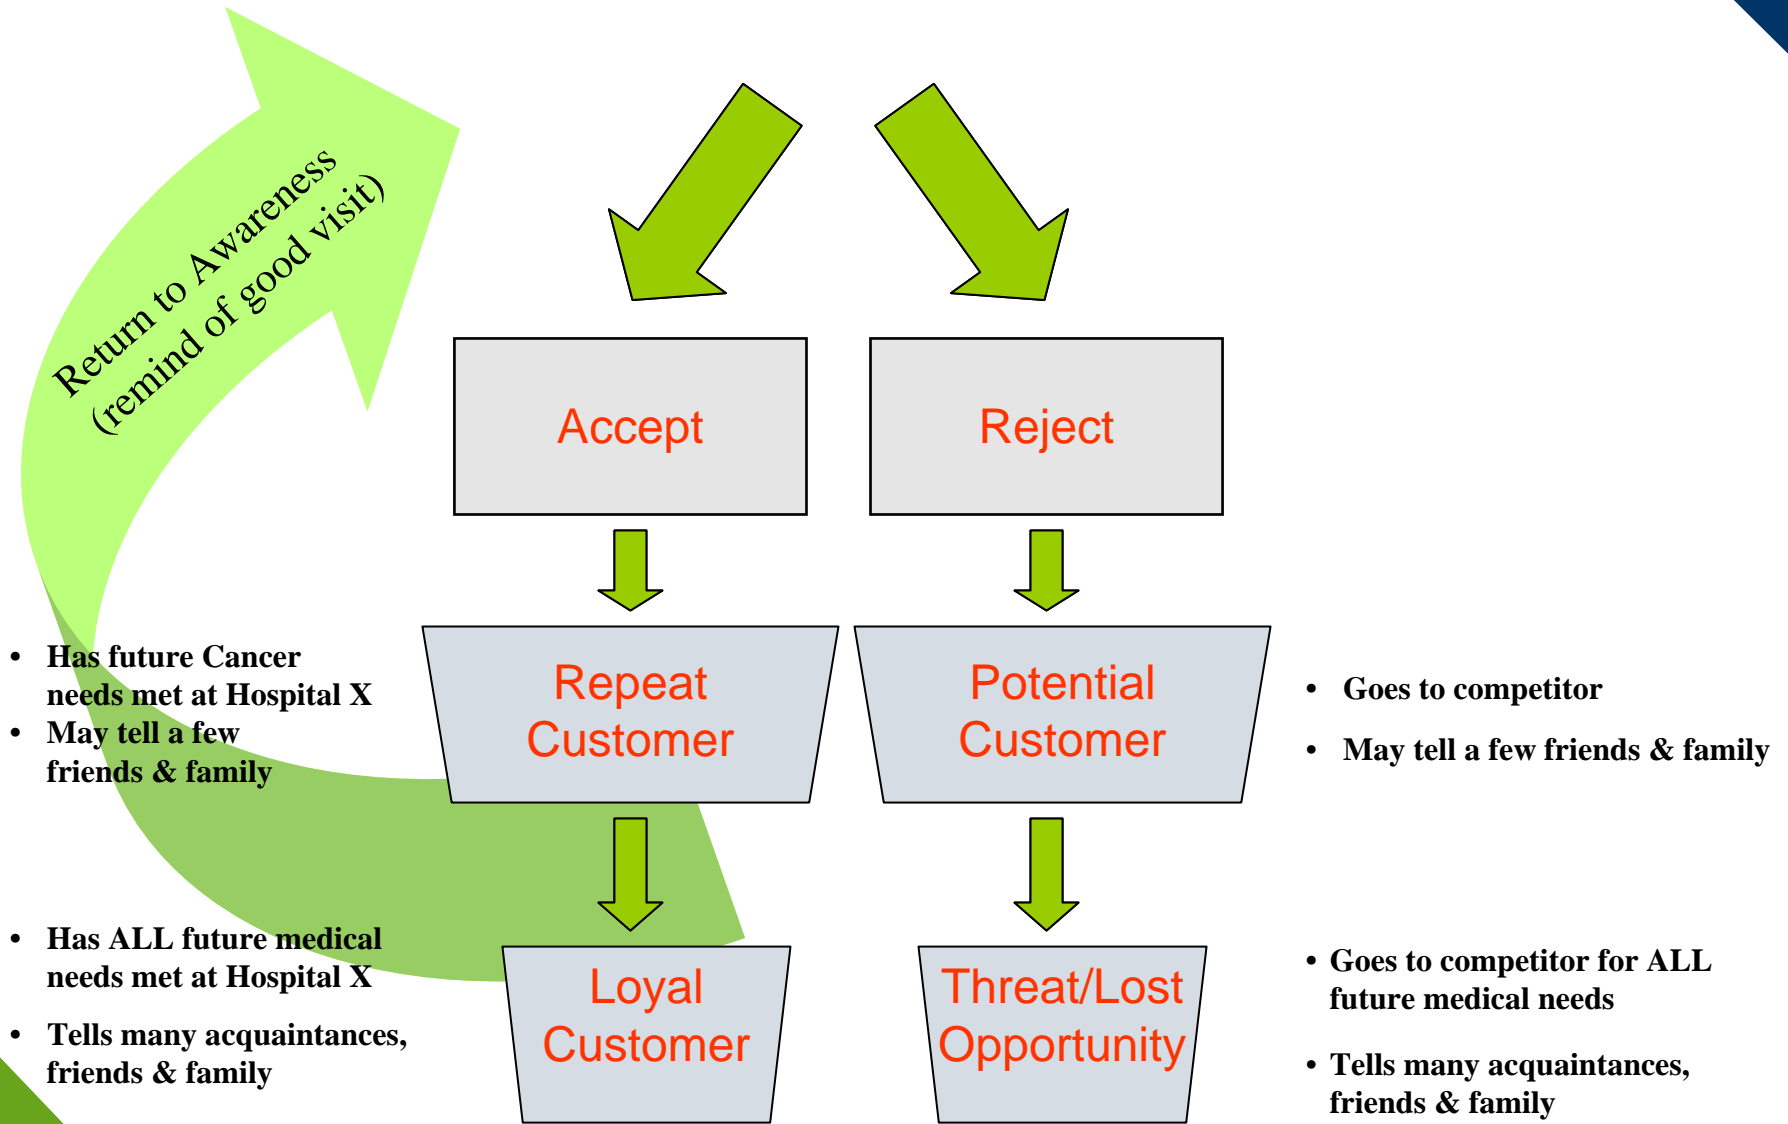 Return to Awareness
(remind of good visit)
Accept
Reject
• Has future Cancer
needs met at Hospital X
• May tell a few
friends & family
Repeat
Customer
Potential
Customer
• Goes to competitor
• May tell a few friends & family
• Has ALL future medical
needs met at Hospital X
• Tells many acquaintances,
friends & family
Loyal
Customer
Threat/Lost
Opportunity
• Goes to competitor for ALL
future medical needs
• Tells many acquaintances,
friends & family